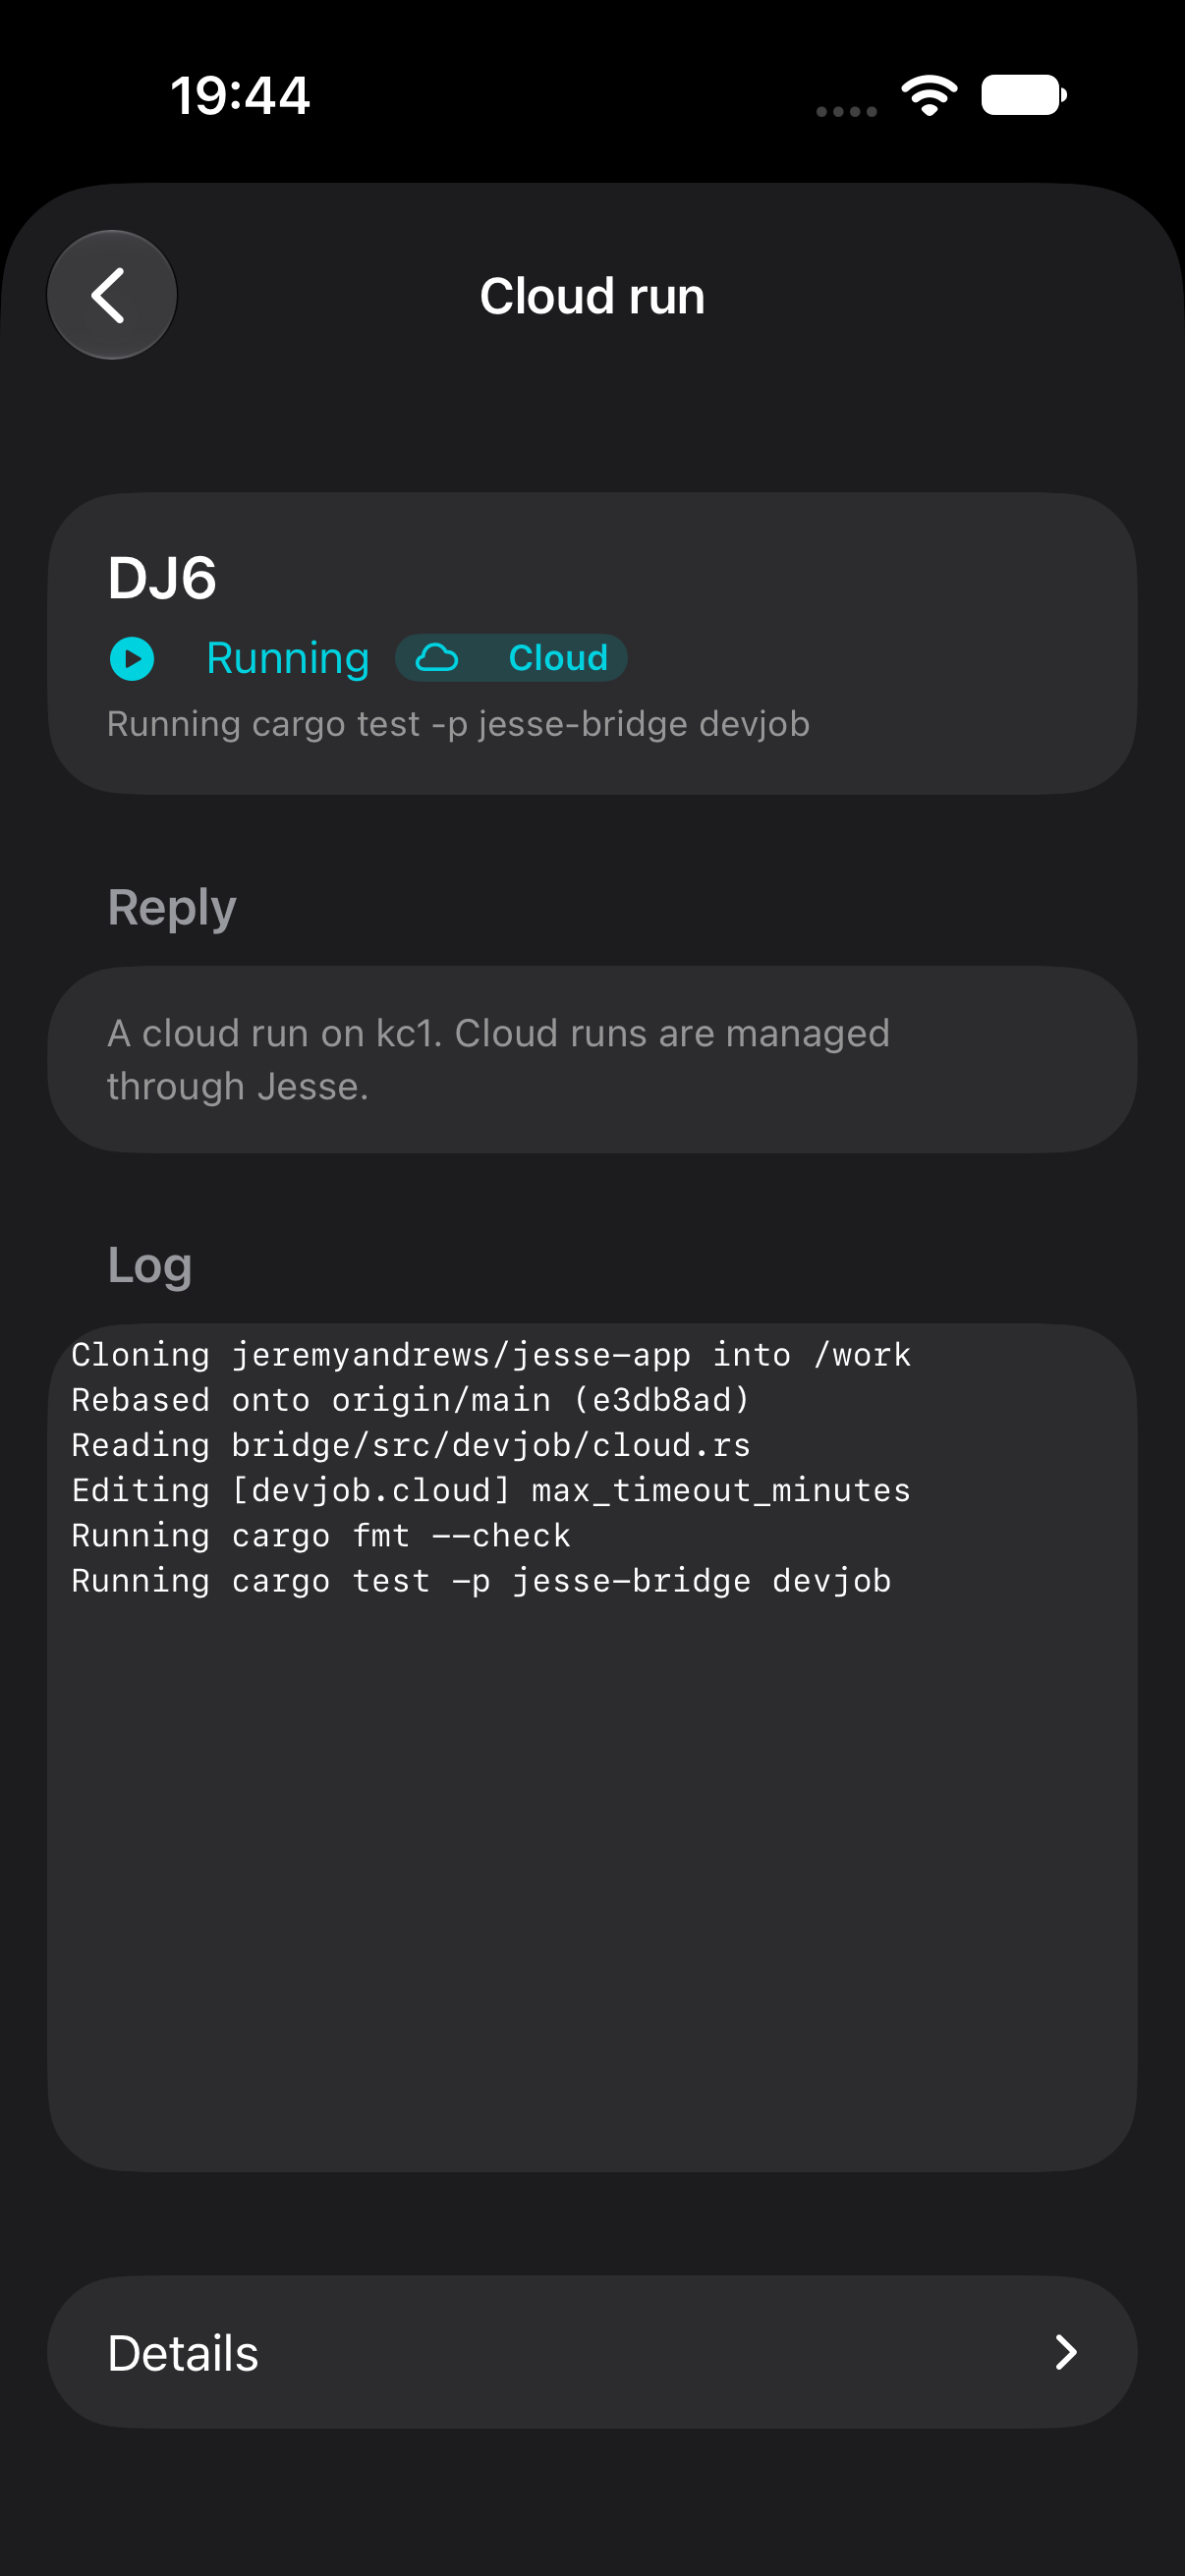 19:44
Cloud run
DJ6
Running Cloud
Running cargo test -p jesse-bridge devjob
Reply
A cloud run on kc1. Cloud runs are managed
through Jesse.
Log
Cloning jeremyandrews/jesse-app into /work
Rebased onto origin/main (e3db8ad)
Reading bridge/src/devjob/cloud.rs
Editing [devjob.cloud] max_timeout_minutes
Running cargo fmt --check
Running cargo test -p jesse-bridge devjob
Details